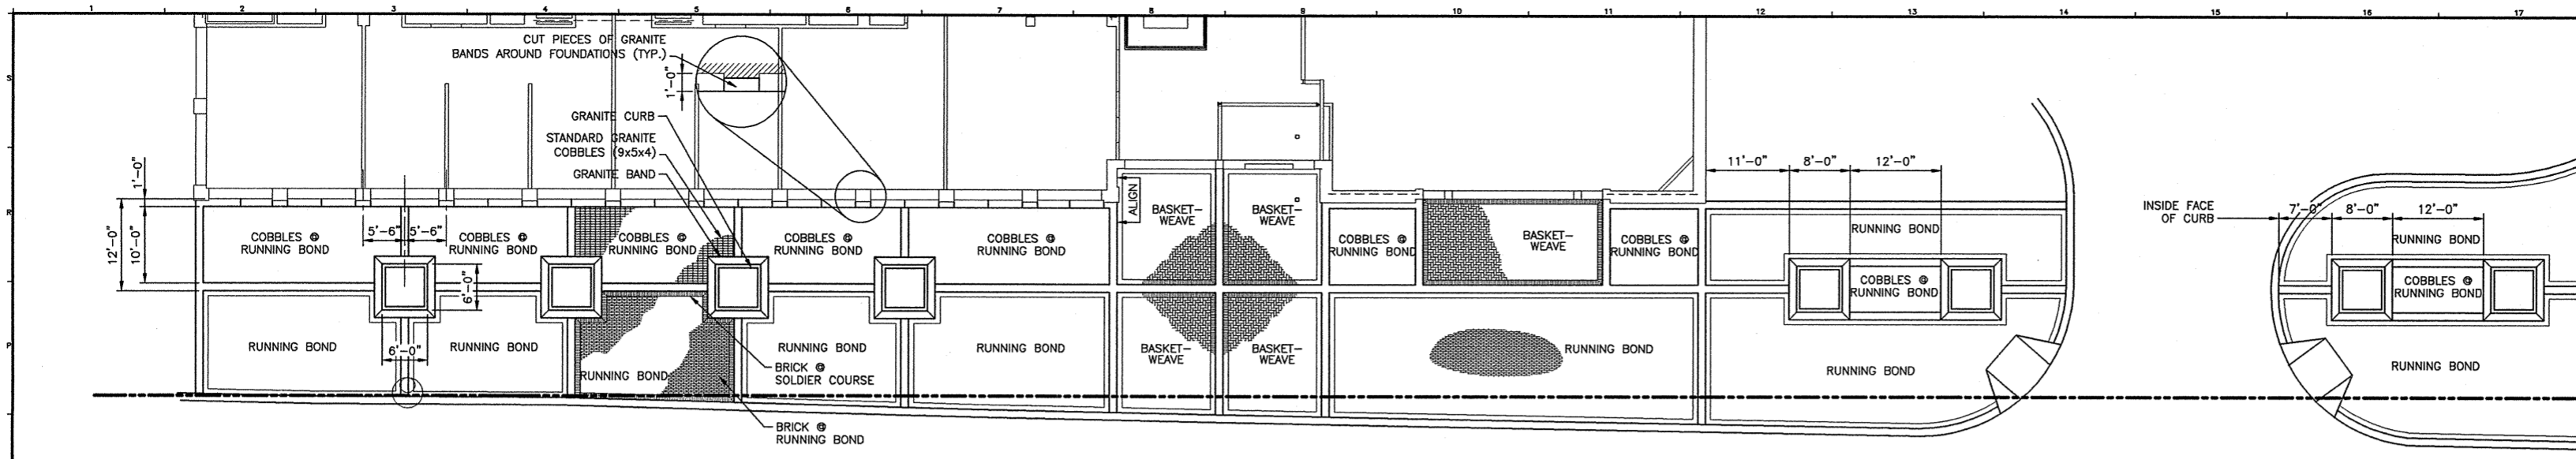 1 2 3 4 5 6 7 8 9 10 11 12 13 14 15 16 17
S
R
P
CUT PIECES OF GRANITE
BANDS AROUND FOUNDATIONS (TYP.)
1'-0"
GRANITE CURB
STANDARD GRANITE
COBBLES (9x5x4)
GRANITE BAND
1'-0"
12'-0"
10'-0"
5'-6" 5'-6"
6'-0"
6'-0"
ALIGN
COBBLES @
RUNNING BOND
COBBLES @
RUNNING BOND
COBBLES @
RUNNING BOND
COBBLES @
RUNNING BOND
COBBLES @
RUNNING BOND
BASKET-
WEAVE
BASKET-
WEAVE
COBBLES @
RUNNING BOND
BASKET-
WEAVE
COBBLES @
RUNNING BOND
11'-0" 8'-0" 12'-0"
RUNNING BOND
COBBLES @
RUNNING BOND
INSIDE FACE
OF CURB
7'-0" 8'-0" 12'-0"
RUNNING BOND
COBBLES @
RUNNING BOND
RUNNING BOND
RUNNING BOND
RUNNING BOND
RUNNING BOND
RUNNING BOND
BASKET-
WEAVE
BASKET-
WEAVE
RUNNING BOND
RUNNING BOND
RUNNING BOND
BRICK @
SOLDIER COURSE
BRICK @
RUNNING BOND